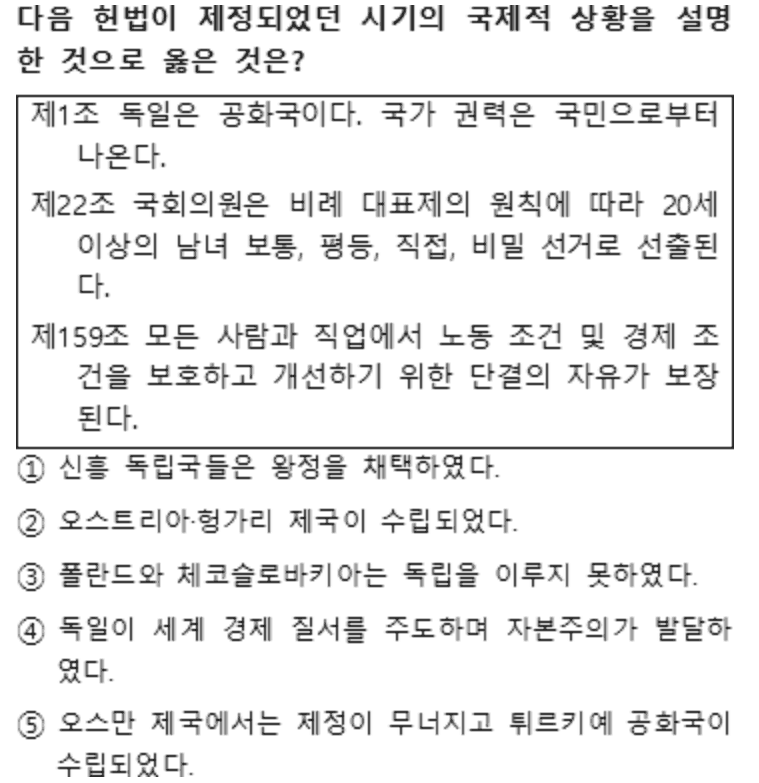 다음 헌법이 제정되었던 시기의 국제적 상황을 설명
한 것으로 옳은 것은?
제1조 독일은 공화국이다. 국가 권력은 국민으로부터
나온다.
제22조 국회의원은 비례 대표제의 원칙에 따라 20세
이상의 남녀 보통, 평등, 직접, 비밀 선거로 선출된
다.
제159조 모든 사람과 직업에서 노동 조건 및 경제 조
건을 보호하고 개선하기 위한 단결의 자유가 보장
된다.
① 신흥 독립국들은 왕정을 채택하였다.
② 오스트리아·헝가리 제국이 수립되었다.
③ 폴란드와 체코슬로바키아는 독립을 이루지 못하였다.
④ 독일이 세계 경제 질서를 주도하며 자본주의가 발달하
였다.
⑤ 오스만 제국에서는 제정이 무너지고 튀르키예 공화국이
수립되었다.